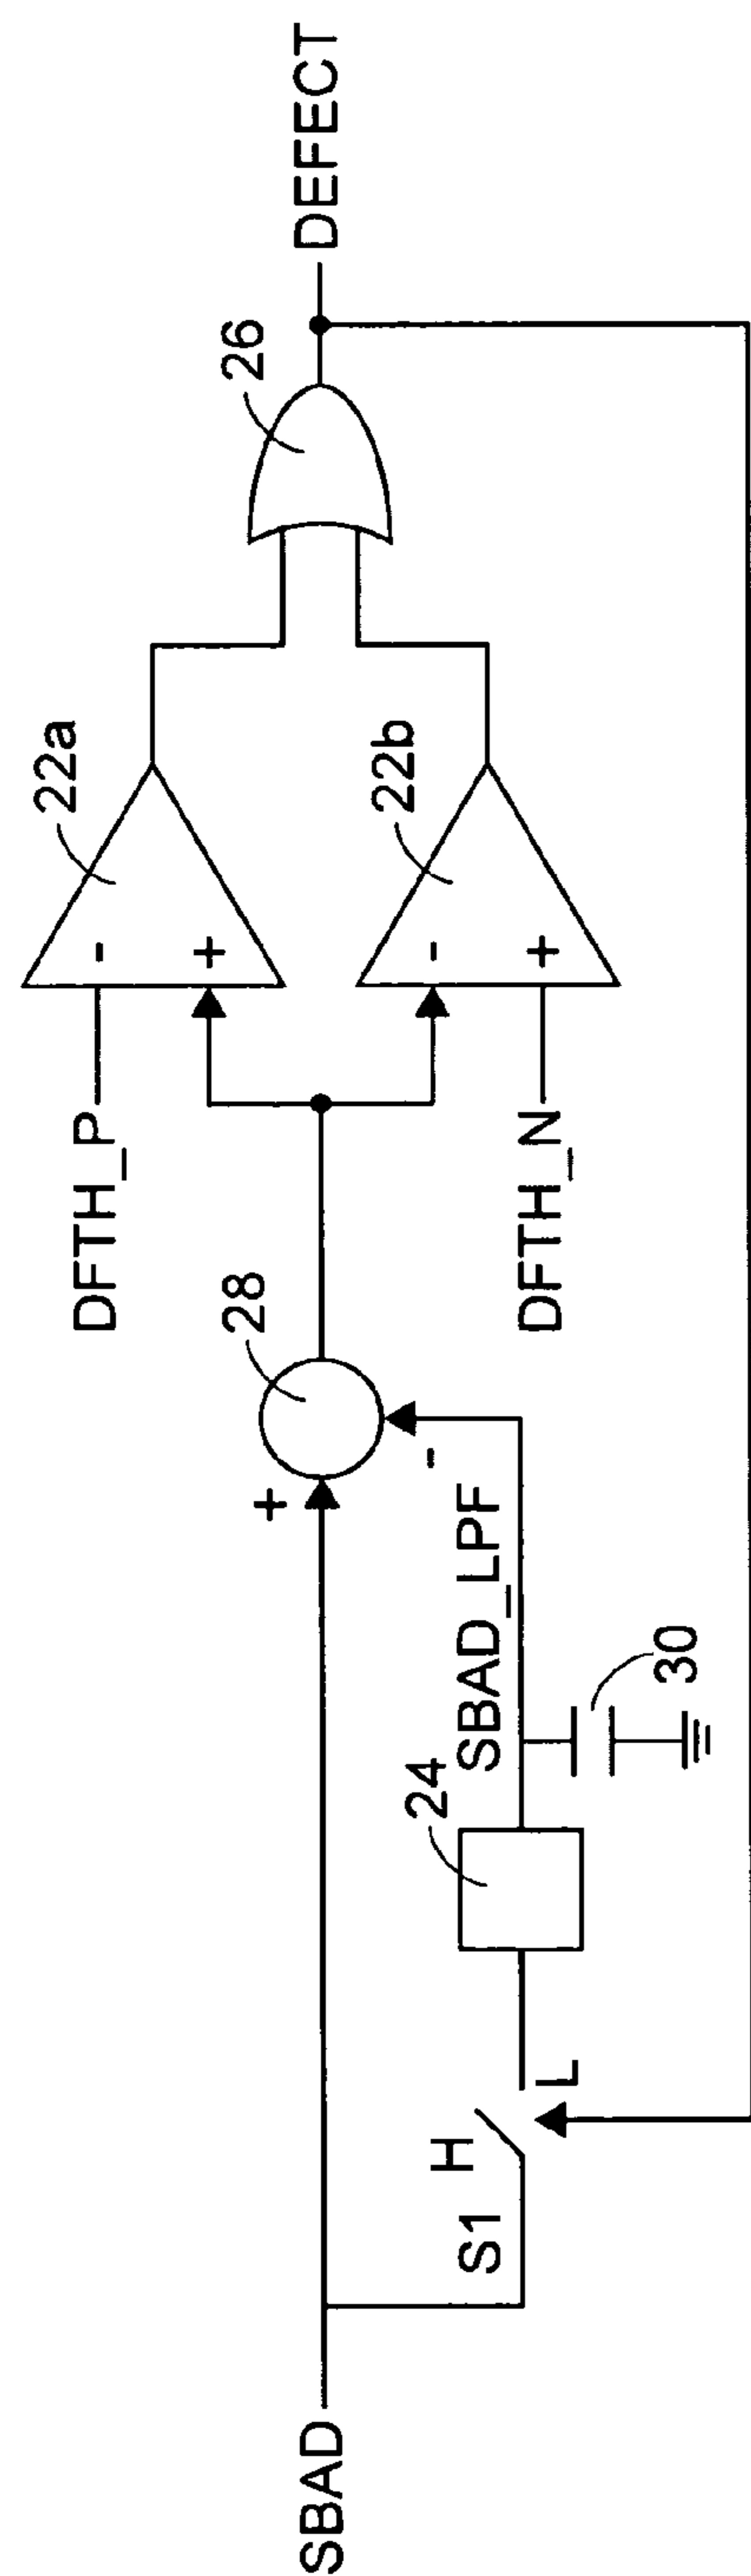 SBAD
S1
H
L
24
SBAD_LPF
30
+
-
28
DFTH_P
DFTH_N
-
+
22a
-
+
22b
26
DEFECT